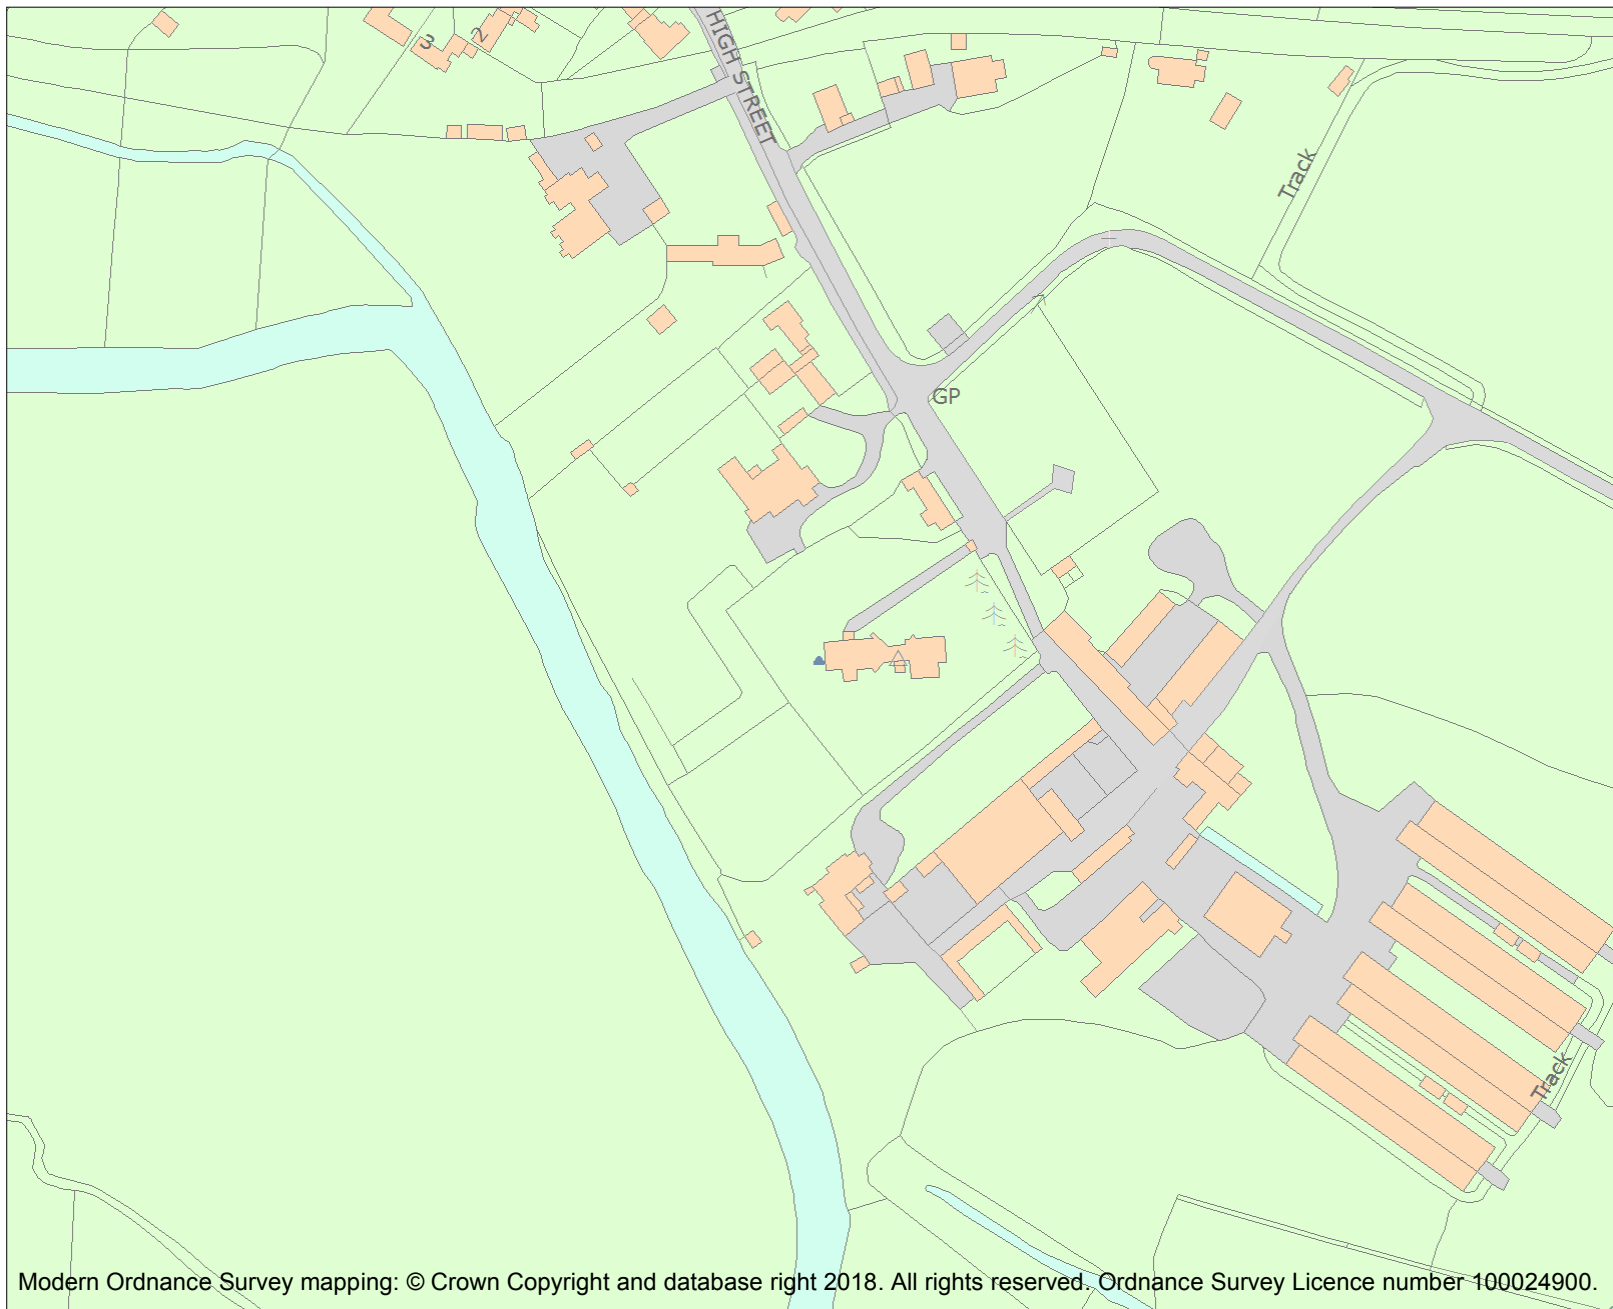 HIGH STREET
3
2
Track
GP
Track
Modern Ordnance Survey mapping: © Crown Copyright and database right 2018. All rights reserved. Ordnance Survey Licence number 100024900.